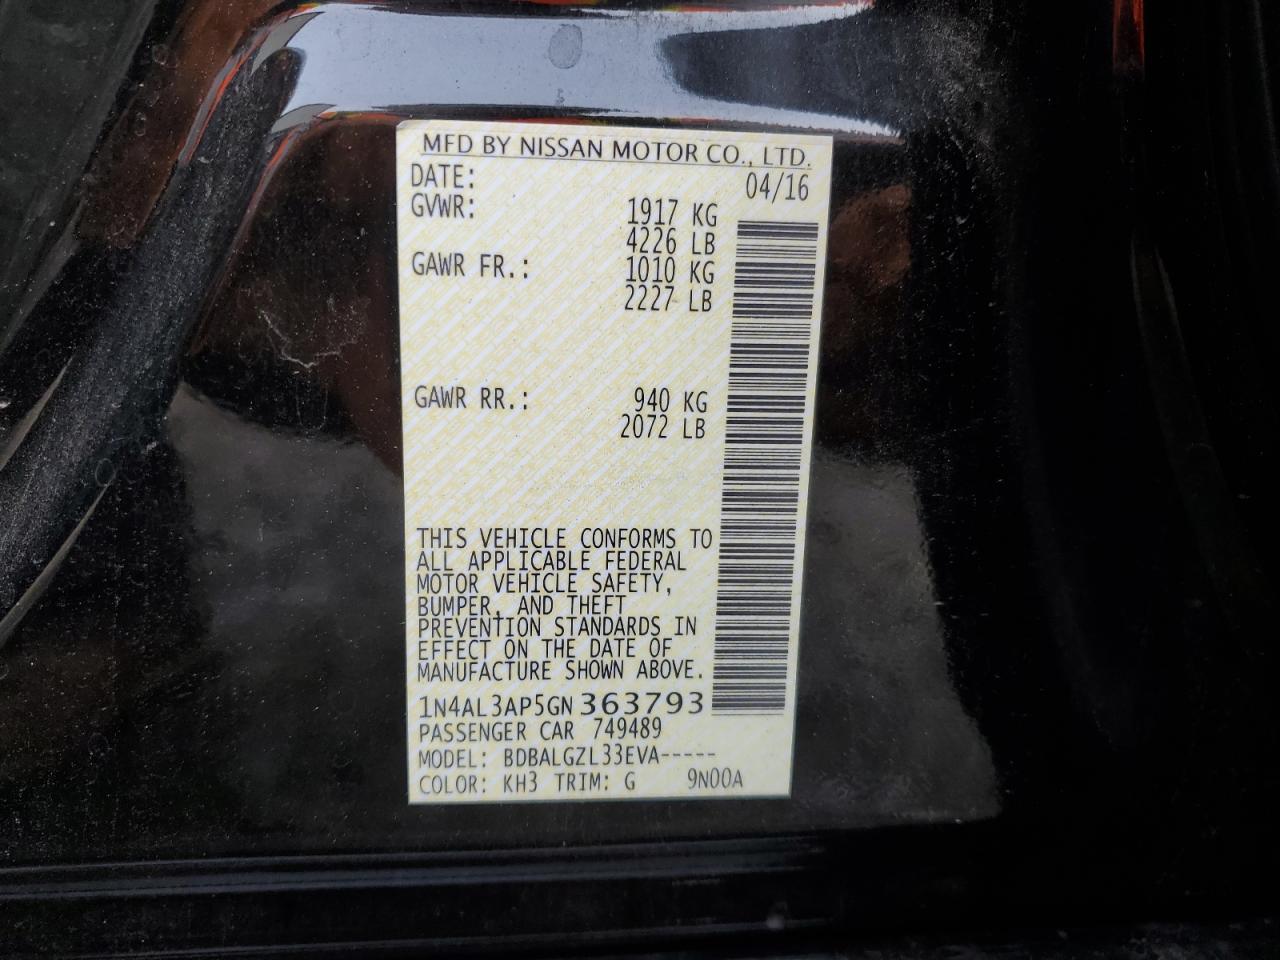 MFD BY NISSAN MOTOR CO., LTD.
DATE: 04/16
GVWR: 1917 KG
4226 LB
GAWR FR.: 1010 KG
2227 LB
GAWR RR.: 940 KG
2072 LB
THIS VEHICLE CONFORMS TO
ALL APPLICABLE FEDERAL
MOTOR VEHICLE SAFETY,
BUMPER, AND THEFT
PREVENTION STANDARDS IN
EFFECT ON THE DATE OF
MANUFACTURE SHOWN ABOVE.
1N4AL3AP5GN363793
PASSENGER CAR 749489
MODEL: BDBALGZL33EVA-----
COLOR: KH3 TRIM: G 9N00A